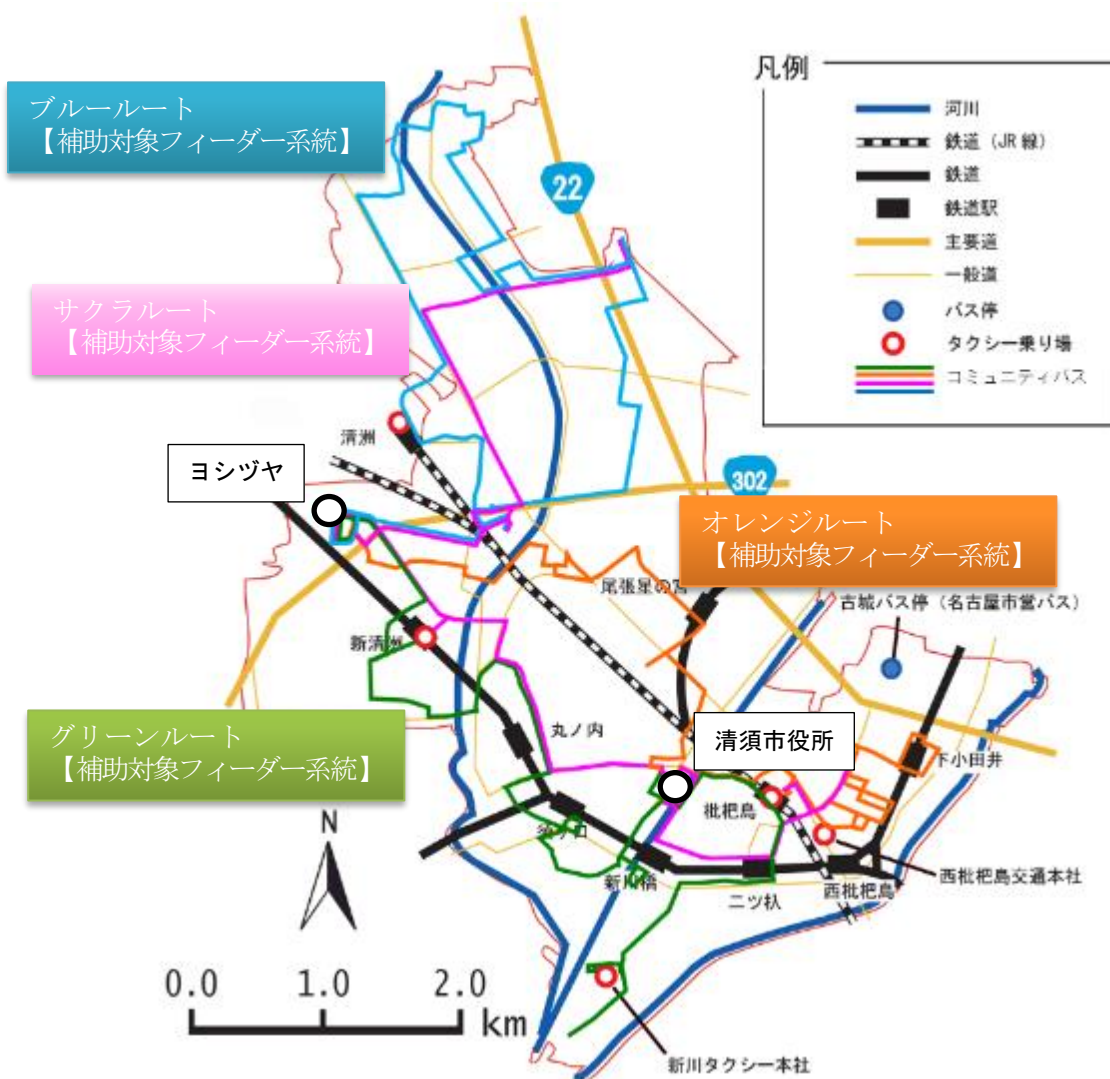 ブルールート
【補助対象フィーダー系統】
サクラルート
【補助対象フィーダー系統】
凡例
河川
鉄道（JR線）
鉄道
鉄道駅
主要道
一般道
バス停
タクシー乗り場
コミュニティバス
22
清洲
ヨシヅヤ
302
オレンジルート
【補助対象フィーダー系統】
尾張星の宮
古城バス停（名古屋市営バス）
新清洲
グリーンルート
【補助対象フィーダー系統】
丸ノ内
清須市役所
下小田井
枇杷島
須ケ口
新川橋
二ツ杁
西枇杷島
西枇杷島交通本社
N
0.0 1.0 2.0
km
新川タクシー本社